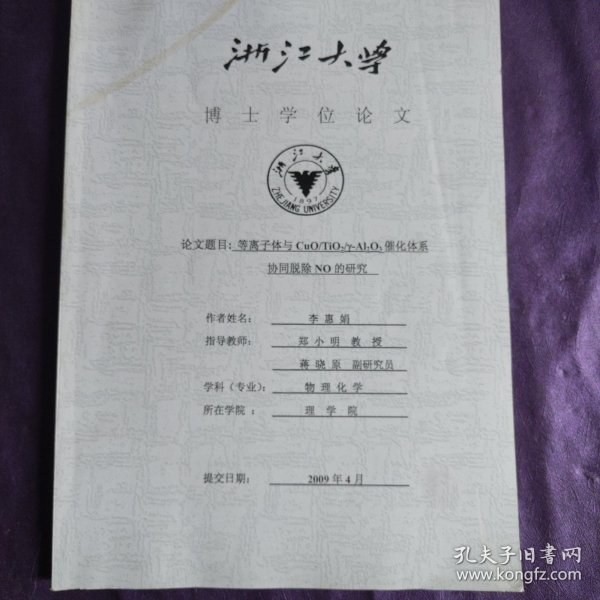 浙江大学
博士学位论文
浙江大学
1897
ZHEJIANG UNIVERSITY
论文题目：等离子体与CuO/TiO₂/γ-Al₂O₃催化体系
协同脱除NO的研究
作者姓名： 李惠娟
指导教师： 郑小明 教授
蒋晓原 副研究员
学科（专业）： 物理化学
所在学院： 理学院
提交日期： 2009年4月
孔夫子旧书网
www.kongfz.com